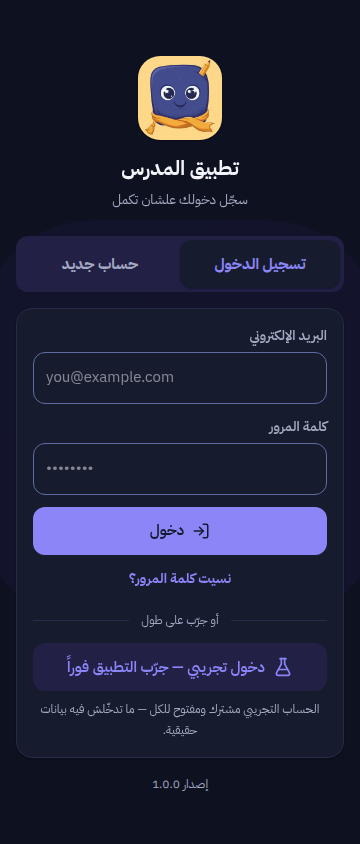 تطبيق المدرس
سجّل دخولك علشان تكمل
تسجيل الدخول
حساب جديد
البريد الإلكتروني
you@example.com
كلمة المرور
••••••••
دخول
نسيت كلمة المرور؟
أو جرّب على طول
دخول تجريبي — جرّب التطبيق فوراً
الحساب التجريبي مشترك ومفتوح للكل — ما تدخّلش فيه بيانات
حقيقية.
إصدار 1.0.0